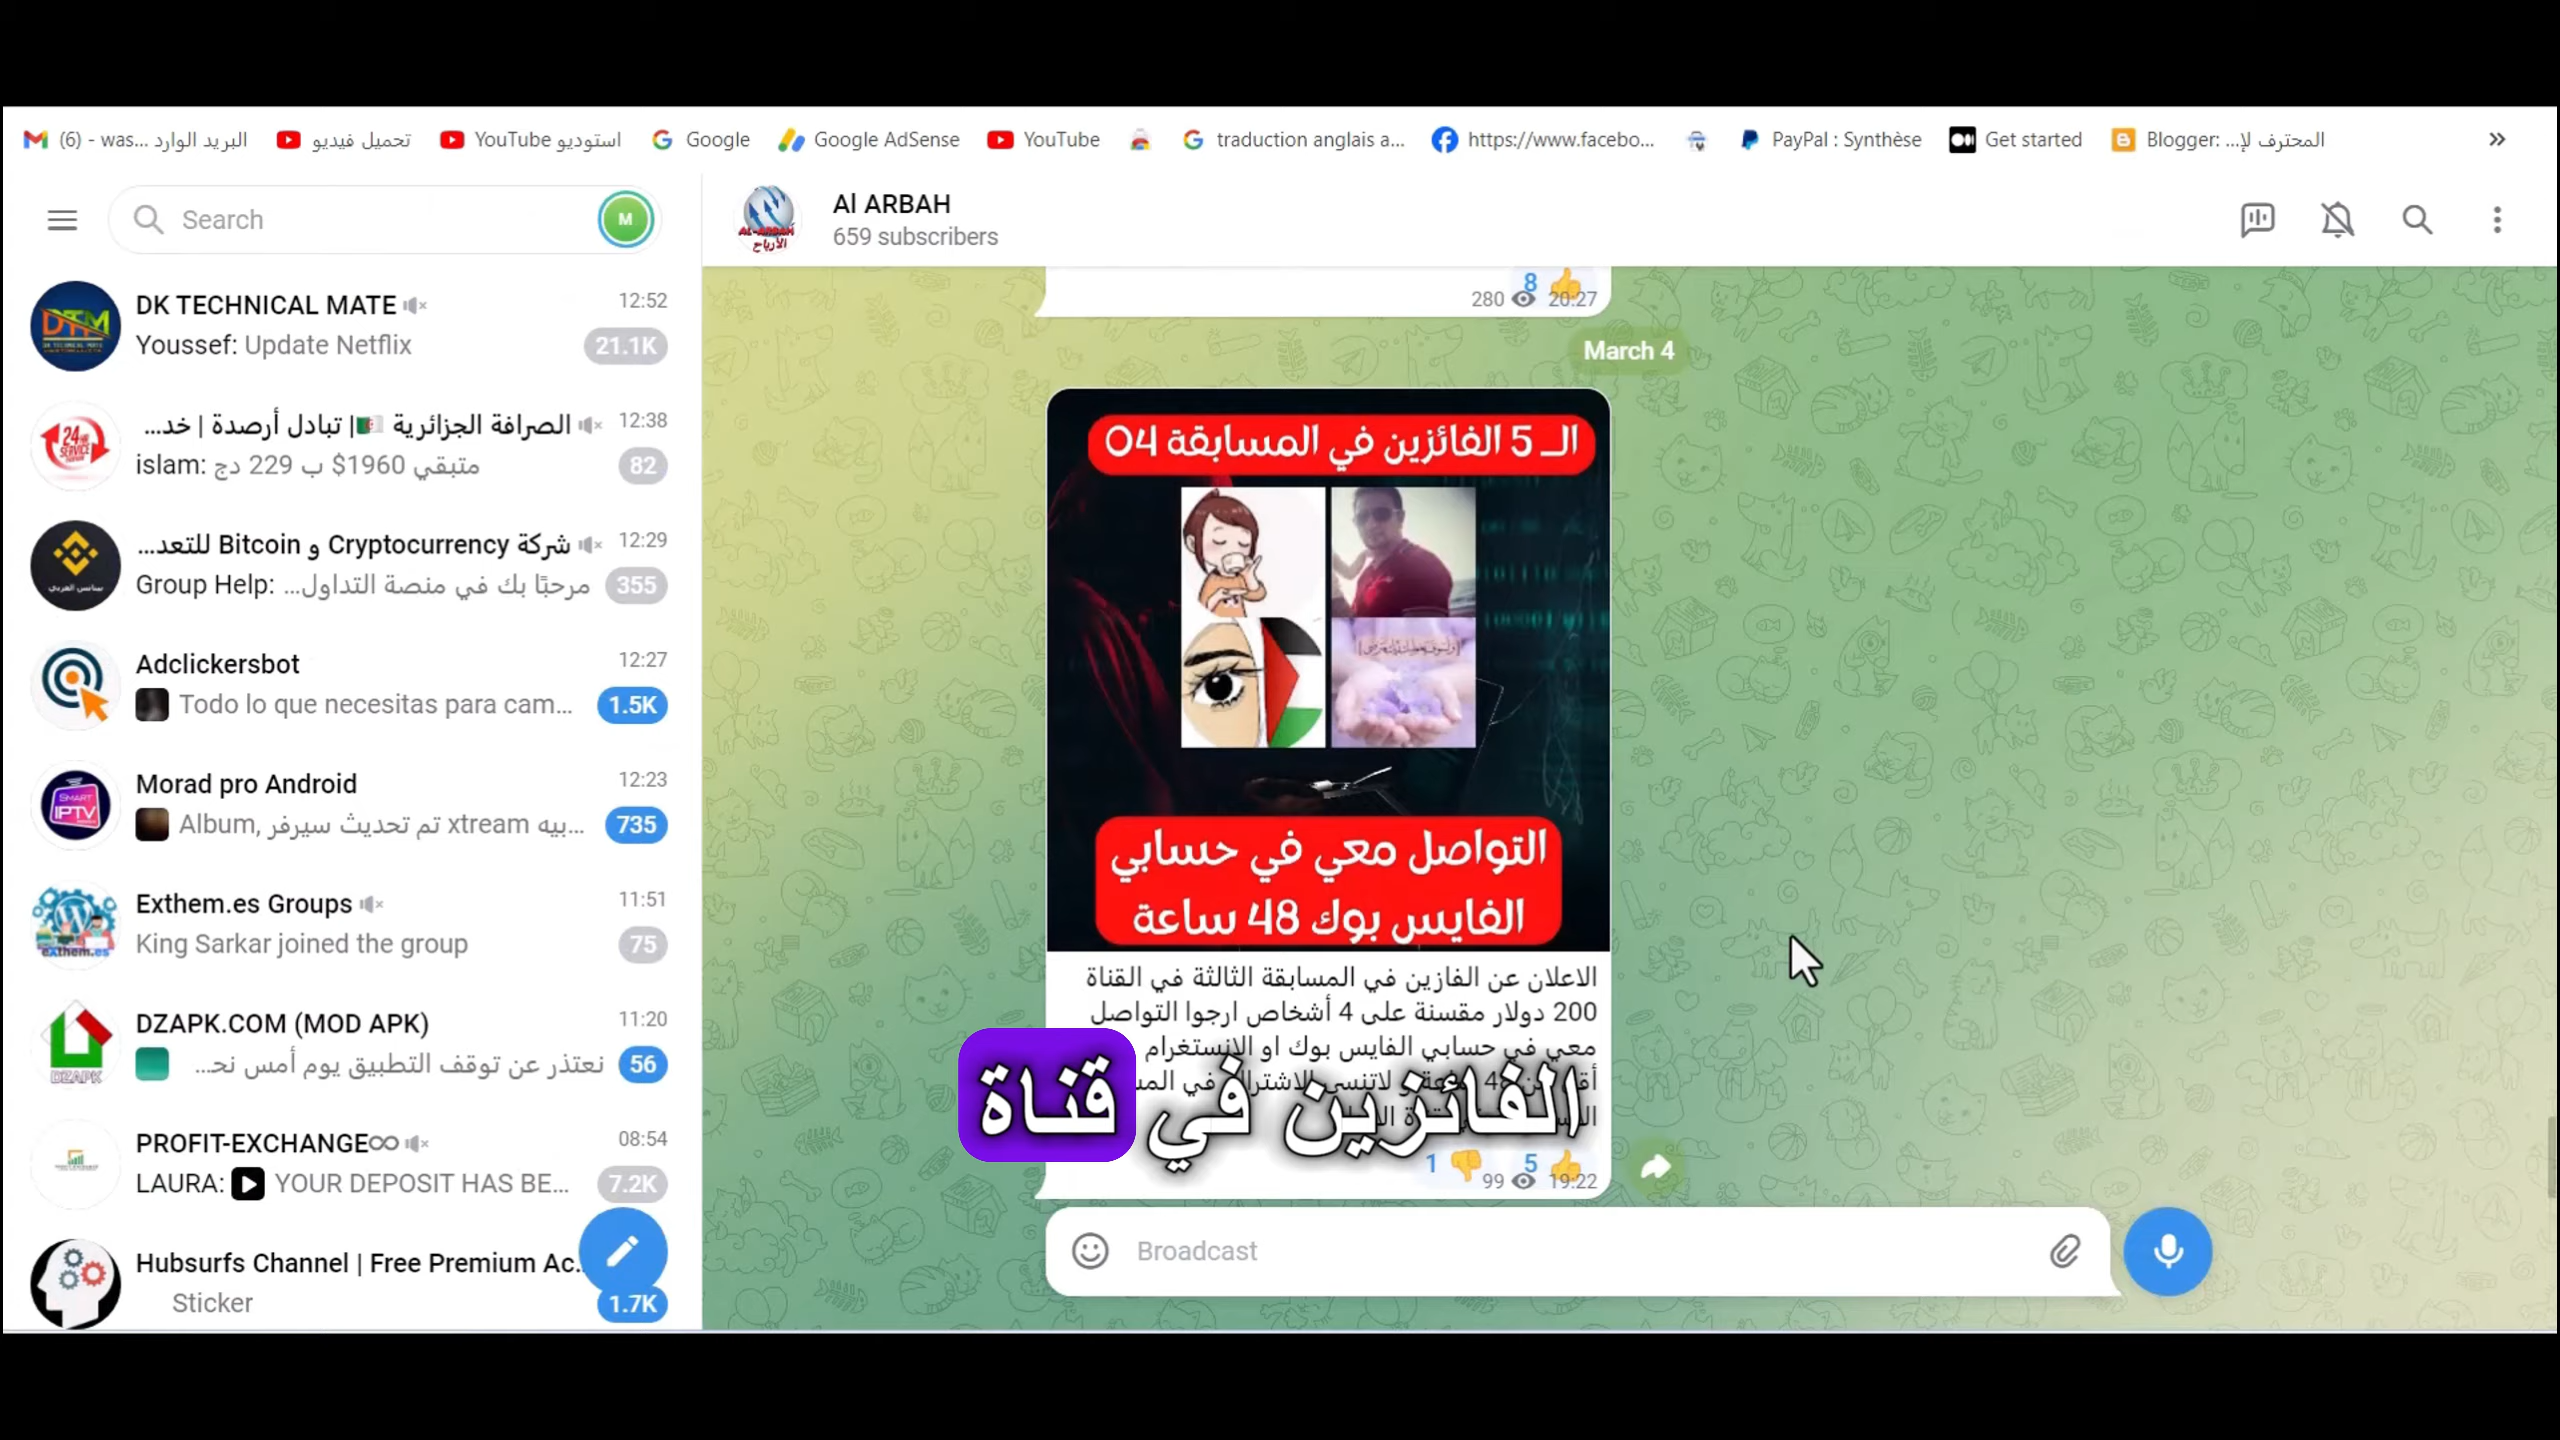 (6) - was... البريد الوارد
تحميل فيديو
استوديو YouTube
Google
Google AdSense
YouTube
traduction anglais a...
https://www.facebo...
PayPal : Synthèse
Get started
Blogger: ...المحترف لإ
»
Search
M
DK TECHNICAL MATE
12:52
Youssef: Update Netflix
21.1K
الصرافة الجزائرية |🇩🇿 تبادل أرصدة | خد...
12:38
islam: متبقي 1960$ ب 229 دج
82
شركة Cryptocurrency و Bitcoin للتعد...
12:29
Group Help: مرحبًا بك في منصة التداول...
355
Adclickersbot
12:27
Todo lo que necesitas para cam...
1.5K
Morad pro Android
12:23
Album, تم تحديث سيرفر xtream بيه...
735
Exthem.es Groups
11:51
King Sarkar joined the group
75
DZAPK.COM (MOD APK)
11:20
نعتذر عن توقف التطبيق يوم أمس نحـ...
56
PROFIT-EXCHANGE
08:54
LAURA: YOUR DEPOSIT HAS BE...
7.2K
Hubsurfs Channel | Free Premium Ac...
Sticker
1.7K
Al ARBAH
659 subscribers
8 👍
280 20:27
March 4
الـ 5 الفائزين في المسابقة 04
التواصل معي في حسابي
الفايس بوك 48 ساعة
الاعلان عن الفازين في المسابقة الثالثة في القناة
200 دولار مقسنة على 4 أشخاص ارجوا التواصل
معي في حسابي الفايس بوك او الانستغرام
الفائزين في قناة
1 👎 5 👍
99 19:22
Broadcast